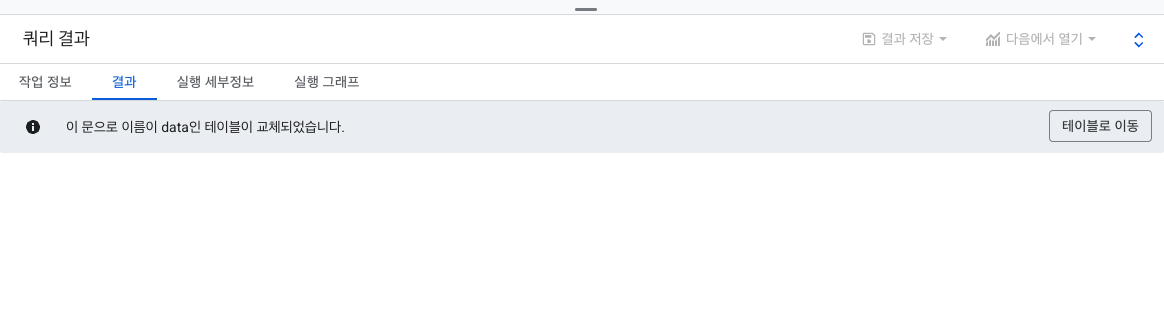 쿼리 결과
결과 저장
다음에서 열기
작업 정보
결과
실행 세부정보
실행 그래프
이 문으로 이름이 data인 테이블이 교체되었습니다.
테이블로 이동